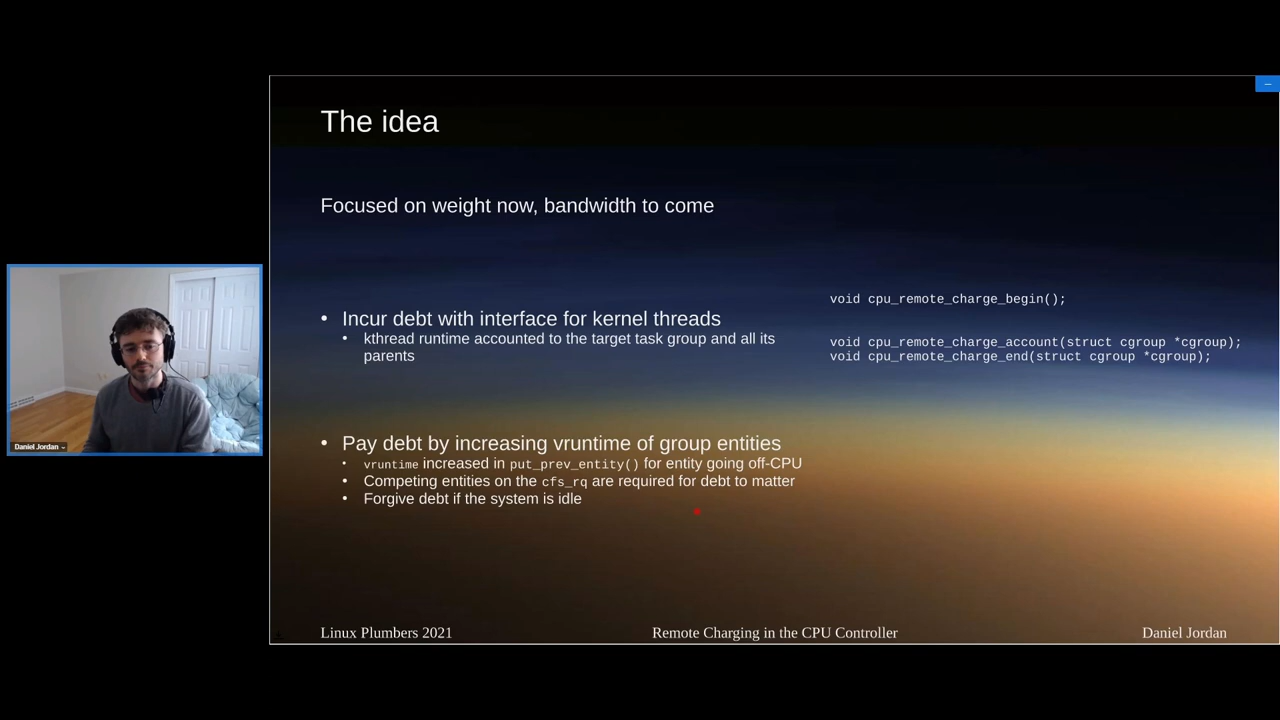 The idea
Focused on weight now, bandwidth to come
• Incur debt with interface for kernel threads
• kthread runtime accounted to the target task group and all its
parents
void cpu_remote_charge_begin();
void cpu_remote_charge_account(struct cgroup *cgroup);
void cpu_remote_charge_end(struct cgroup *cgroup);
• Pay debt by increasing vruntime of group entities
• vruntime increased in put_prev_entity() for entity going off-CPU
• Competing entities on the cfs_rq are required for debt to matter
• Forgive debt if the system is idle
Linux Plumbers 2021
Remote Charging in the CPU Controller
Daniel Jordan
Daniel Jordan